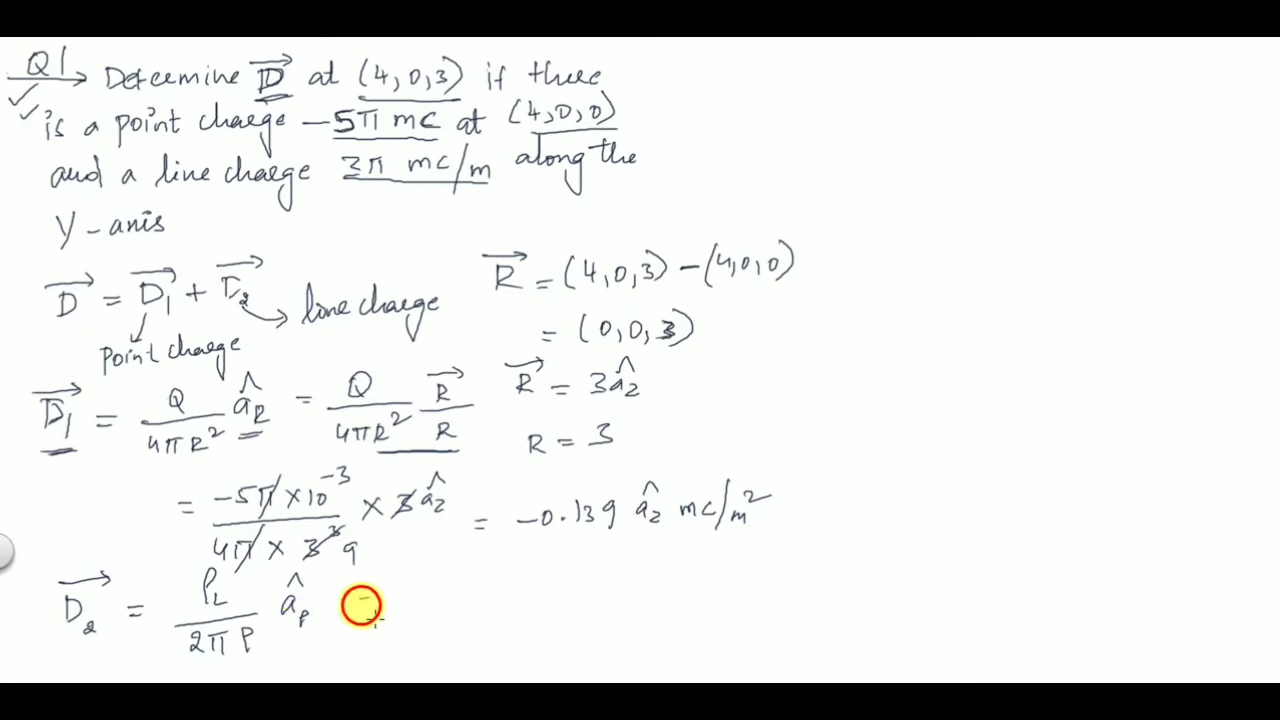 Q1 → Determine D⃗ at (4,0,3) if there
is a point charge -5π mC at (4,0,0)
and a line charge 3π mC/m along the
Y-axis
D⃗ = D₁⃗ + D₂⃗ → line charge
point charge
R⃗ = (4,0,3) - (4,0,0)
= (0,0,3)
R⃗ = 3âz
R = 3
D₁⃗ = Q/4πR² âR = Q/4πR² R⃗/R
= -5π×10⁻³/4π×3³ 9 × 3âz = -0.139 âz mC/m²
D₂⃗ = ρL/2πρ âρ